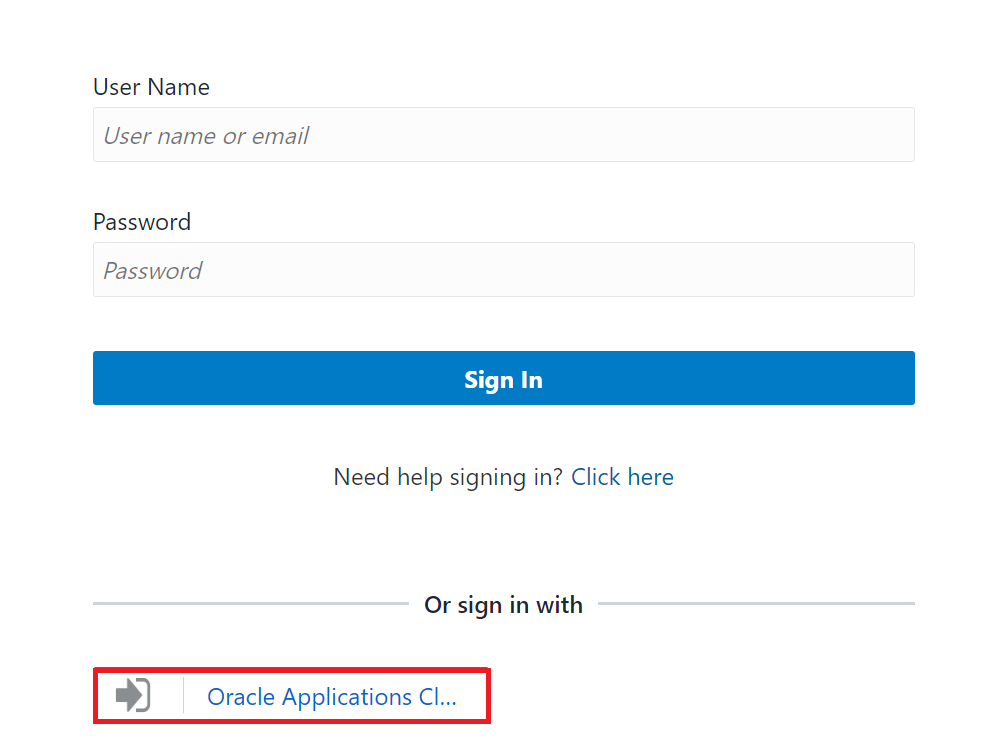 User Name
User name or email
Password
Password
Sign In
Need help signing in? Click here
Or sign in with
Oracle Applications Cl...